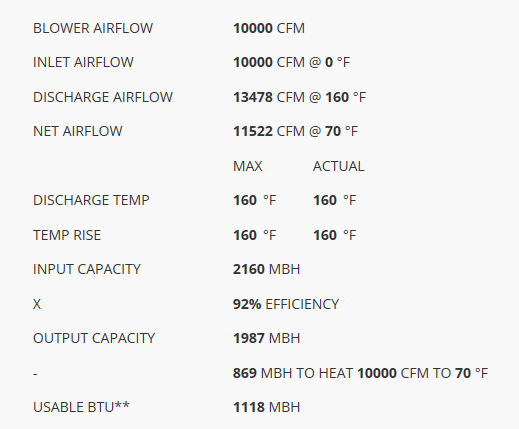 BLOWER AIRFLOW 10000 CFM
INLET AIRFLOW 10000 CFM @ 0 °F
DISCHARGE AIRFLOW 13478 CFM @ 160 °F
NET AIRFLOW 11522 CFM @ 70 °F
MAX ACTUAL
DISCHARGE TEMP 160 °F 160 °F
TEMP RISE 160 °F 160 °F
INPUT CAPACITY 2160 MBH
X 92% EFFICIENCY
OUTPUT CAPACITY 1987 MBH
- 869 MBH TO HEAT 10000 CFM TO 70 °F
USABLE BTU** 1118 MBH